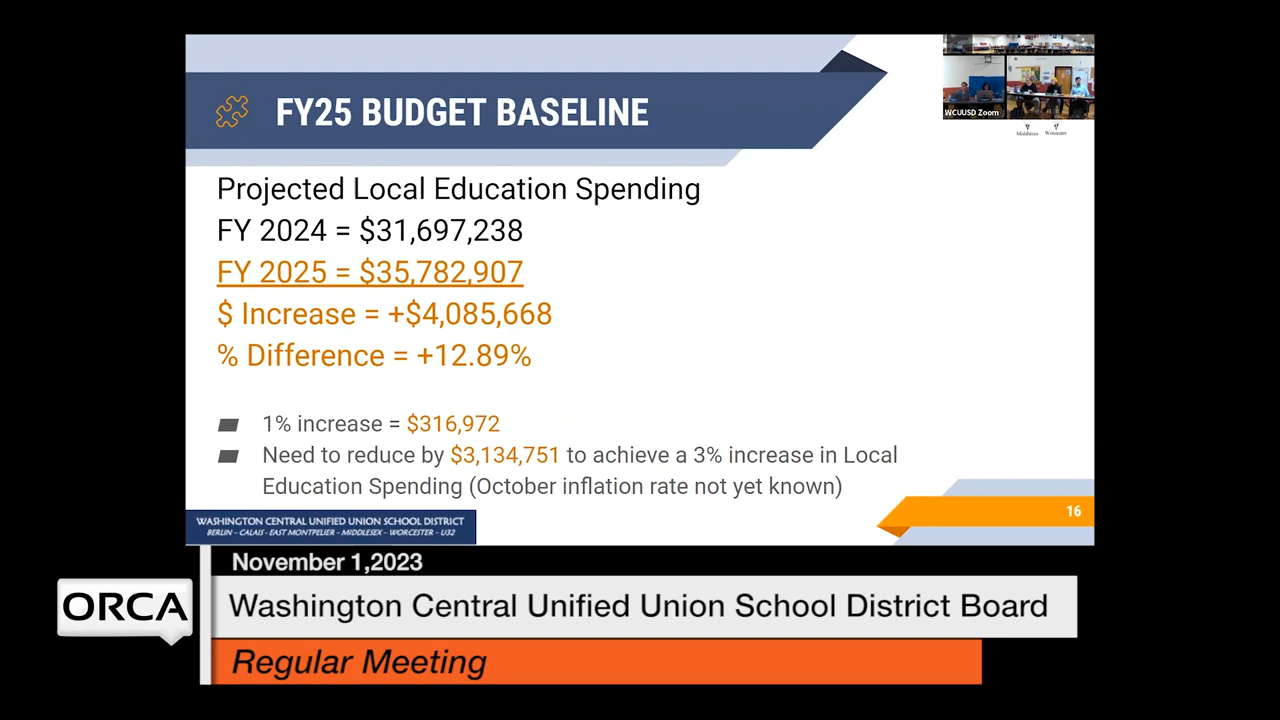 FY25 BUDGET BASELINE
WCUUSD Zoom
Middlesex Worcester
Projected Local Education Spending
FY 2024 = $31,697,238
FY 2025 = $35,782,907
$ Increase = +$4,085,668
% Difference = +12.89%
1% increase = $316,972
Need to reduce by $3,134,751 to achieve a 3% increase in Local
Education Spending (October inflation rate not yet known)
16
WASHINGTON CENTRAL UNIFIED UNION SCHOOL DISTRICT
BERLIN – CALAIS - EAST MONTPELIER – MIDDLESEX – WORCESTER – U32
November 1,2023
ORCA
Washington Central Unified Union School District Board
Regular Meeting